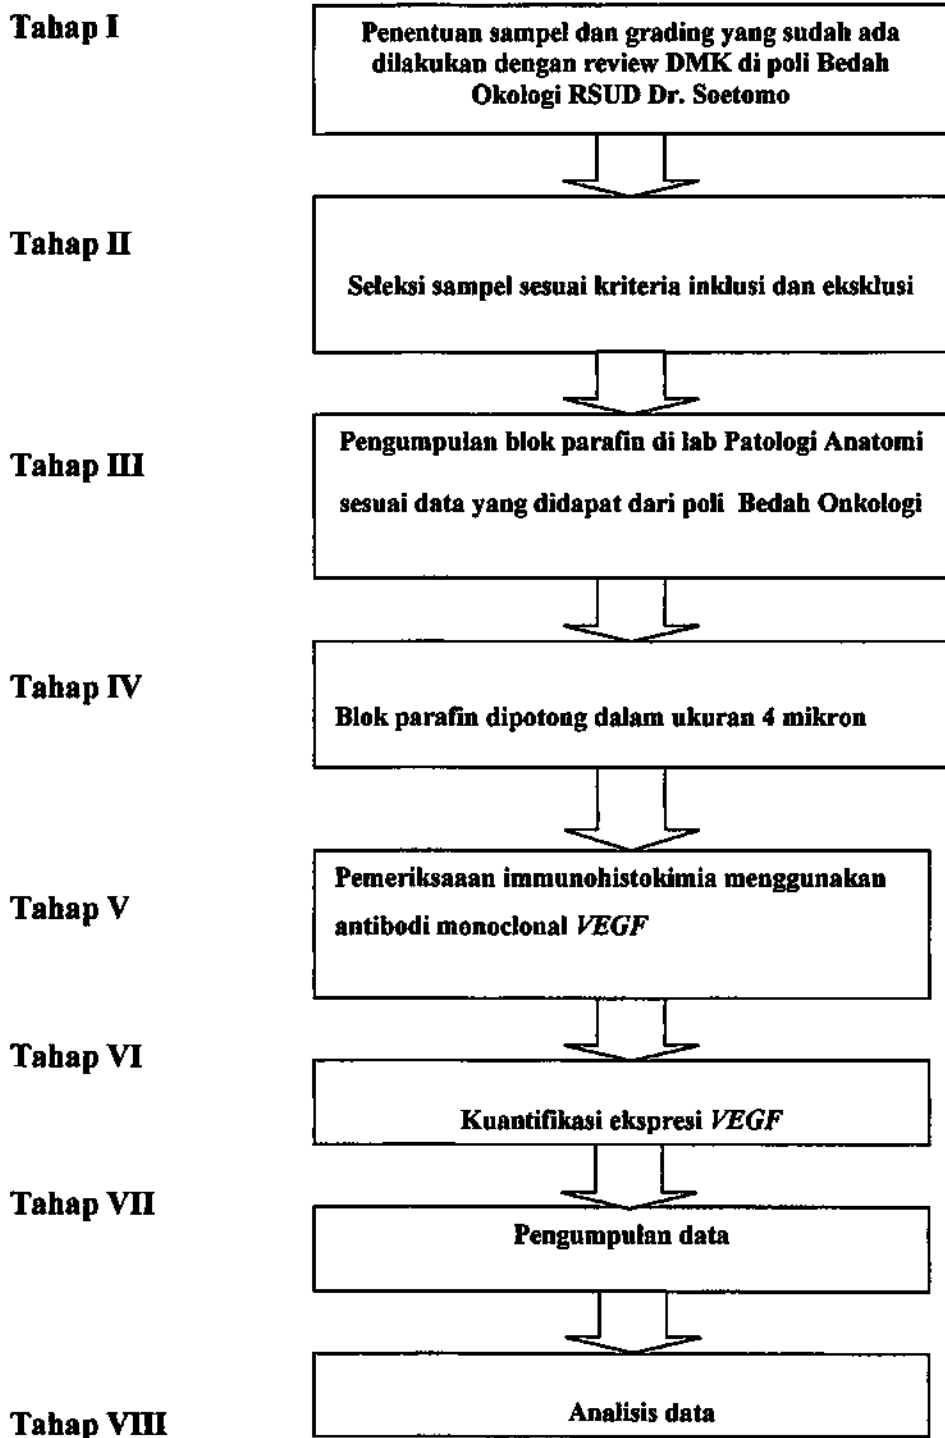 Tahap I
Penentuan sampel dan grading yang sudah ada
dilakukan dengan review DMK di poli Bedah
Okologi RSUD Dr. Soetomo
Tahap II
Seleksi sampel sesuai kriteria inklusi dan eksklusi
Tahap III
Pengumpulan blok parafin di lab Patologi Anatomi
sesuai data yang didapat dari poli Bedah Onkologi
Tahap IV
Blok parafin dipotong dalam ukuran 4 mikron
Tahap V
Pemeriksaaan immunohistokimia menggunakan
antibodi monoclonal VEGF
Tahap VI
Kuantifikasi ekspresi VEGF
Tahap VII
Pengumpulan data
Tahap VIII
Analisis data